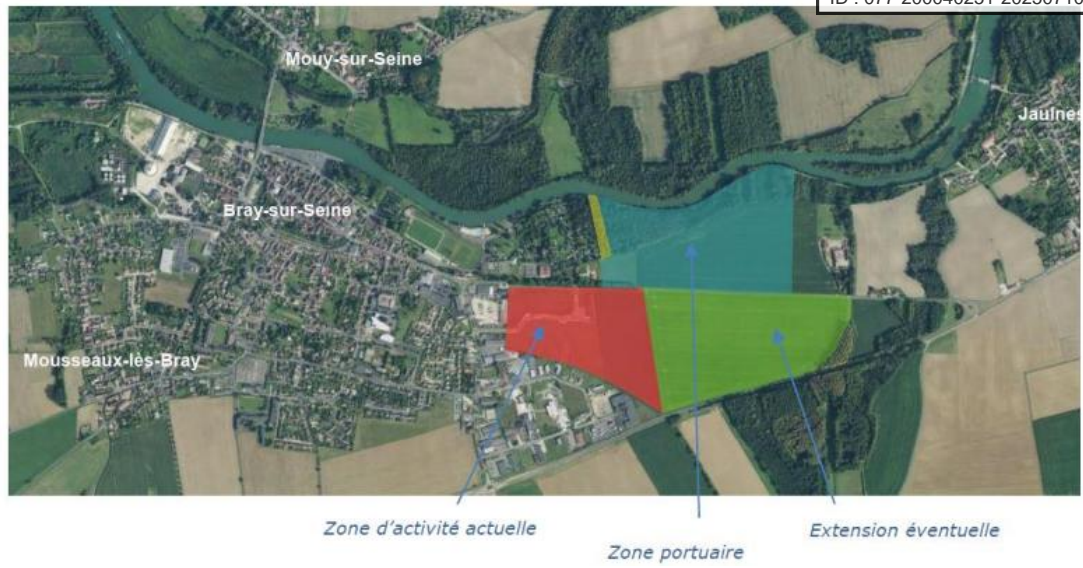 Mouy-sur-Seine
Jaulnes
Bray-sur-Seine
Mousseaux-lès-Bray
Zone d'activité actuelle
Extension éventuelle
Zone portuaire